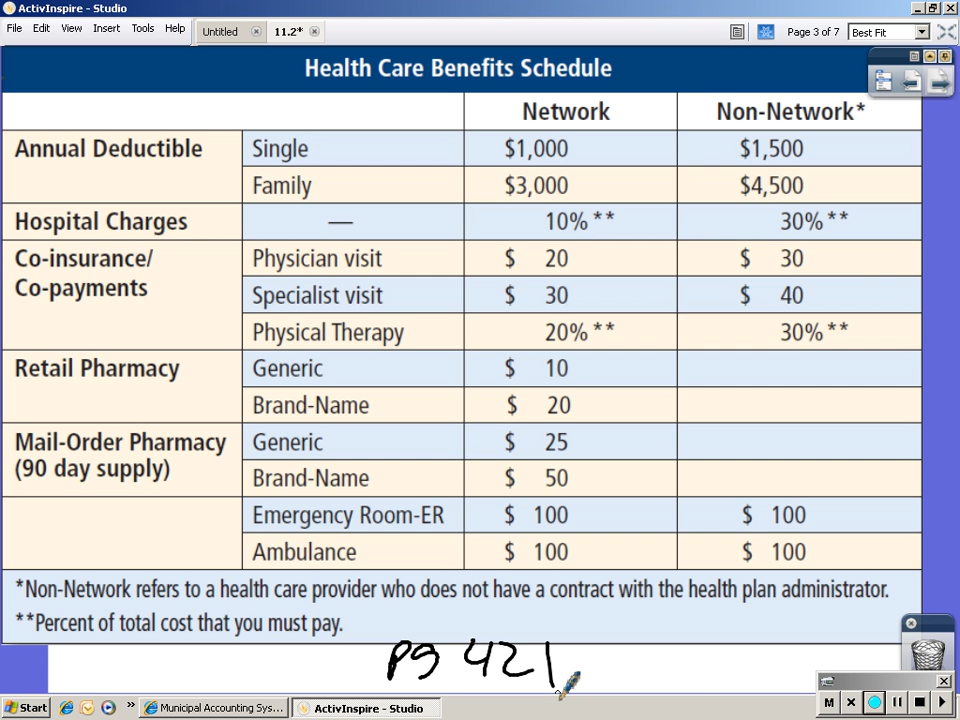 ActivInspire - Studio
File Edit View Insert Tools Help Untitled 11.2* Page 3 of 7 Best Fit
Health Care Benefits Schedule
Network Non-Network*
Annual Deductible Single $1,000 $1,500
Family $3,000 $4,500
Hospital Charges — 10%** 30%**
Co-insurance/ Physician visit $ 20 $ 30
Co-payments Specialist visit $ 30 $ 40
Physical Therapy 20%** 30%**
Retail Pharmacy Generic $ 10
Brand-Name $ 20
Mail-Order Pharmacy Generic $ 25
(90 day supply) Brand-Name $ 50
Emergency Room-ER $ 100 $ 100
Ambulance $ 100 $ 100
*Non-Network refers to a health care provider who does not have a contract with the health plan administrator.
**Percent of total cost that you must pay.
pg 421
M
Start Municipal Accounting Sys... ActivInspire - Studio